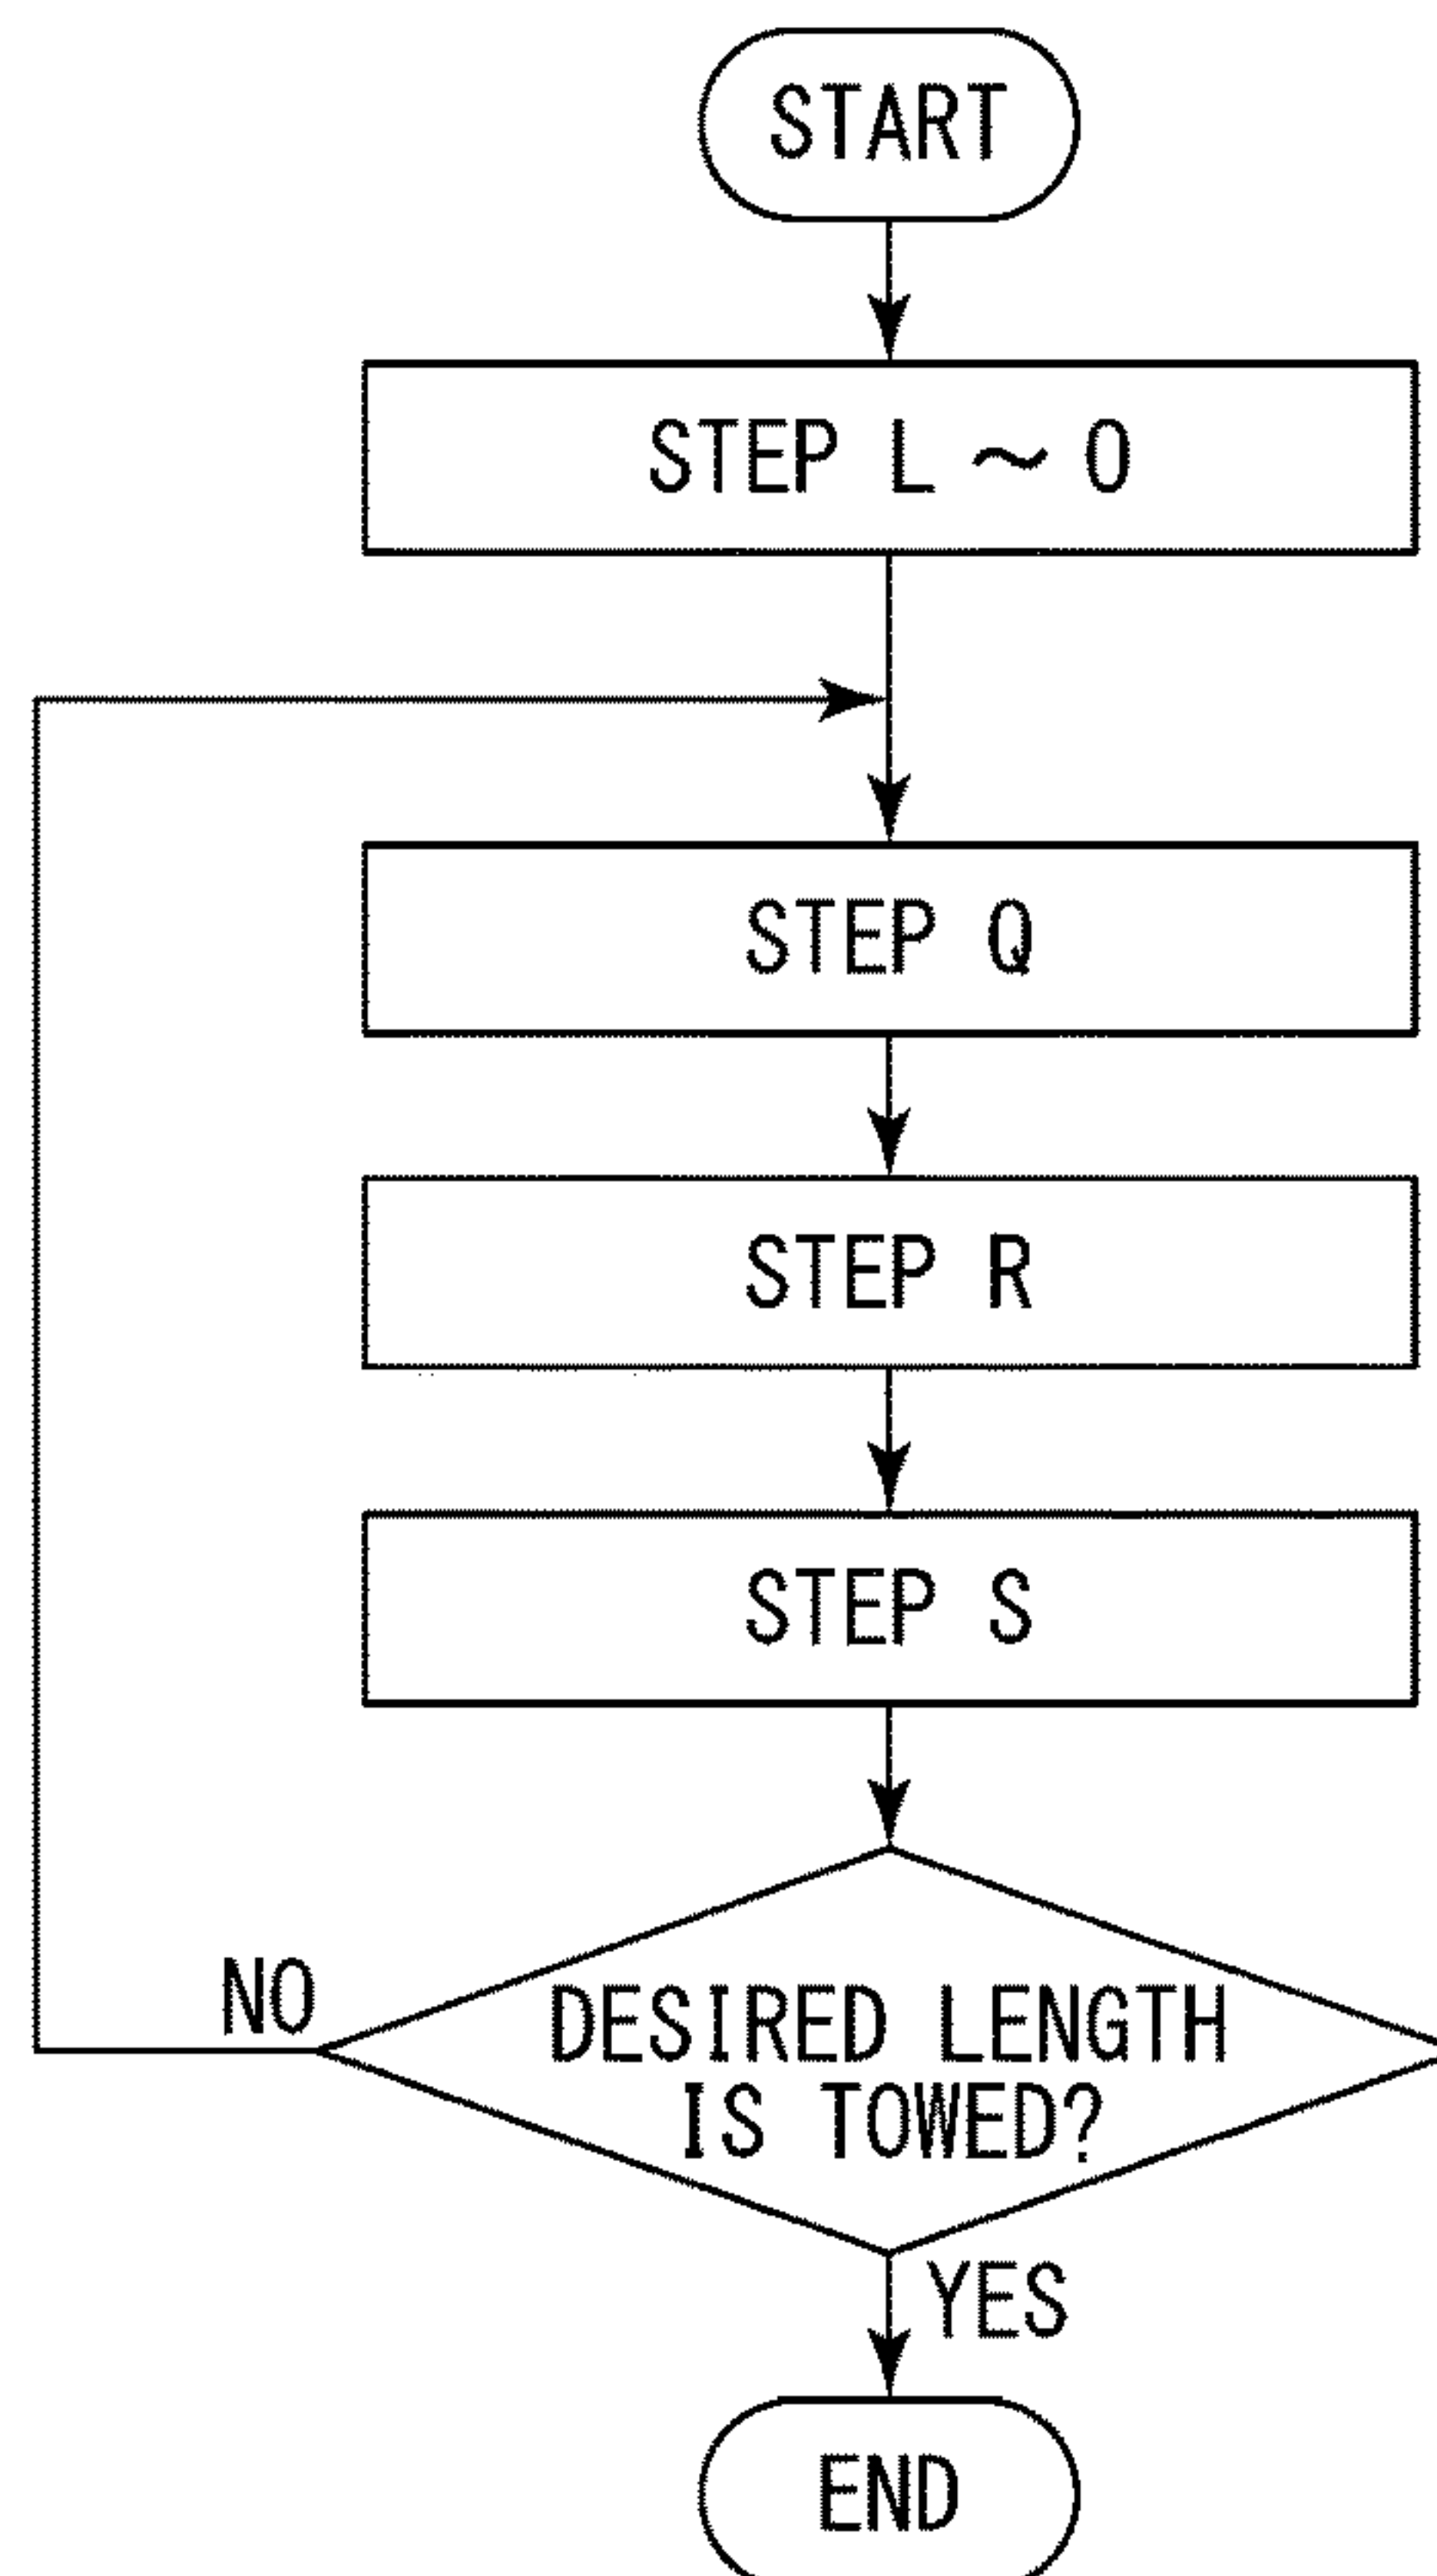 START
STEP L ~ O
STEP Q
STEP R
STEP S
NO
DESIRED LENGTH
IS TOWED?
YES
END